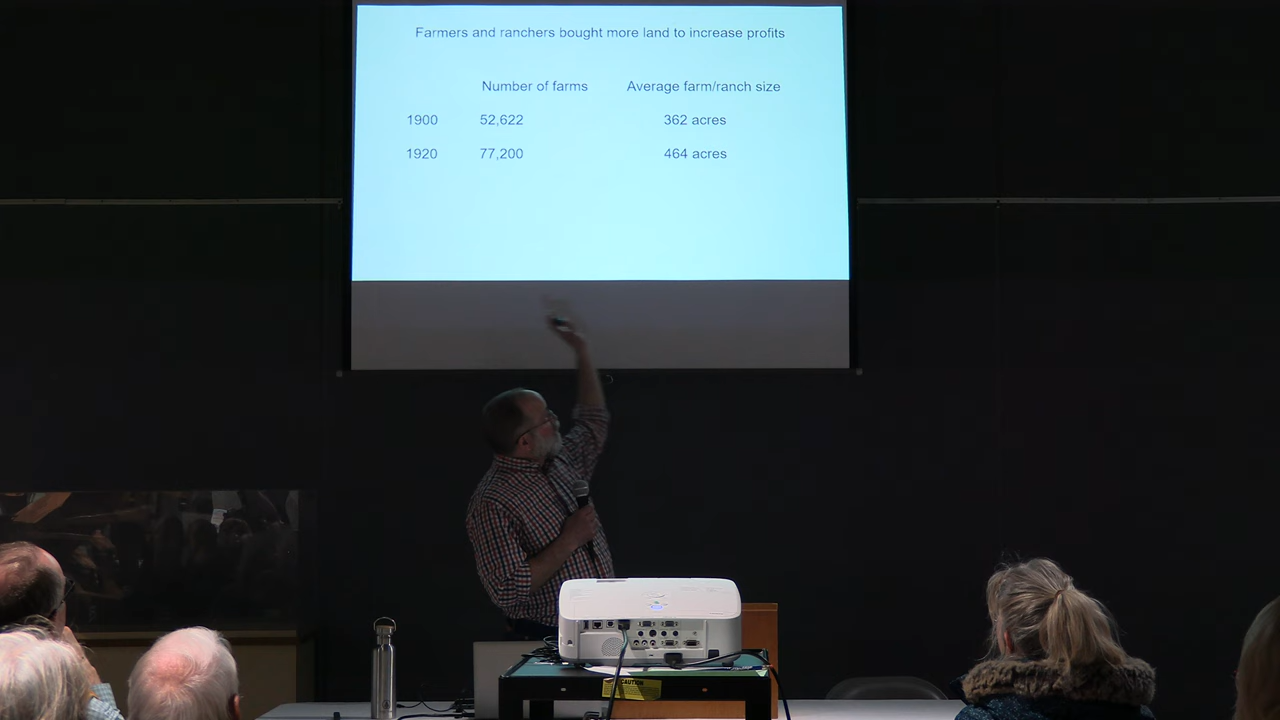 Farmers and ranchers bought more land to increase profits
Number of farms Average farm/ranch size
1900 52,622 362 acres
1920 77,200 464 acres
CAUTION